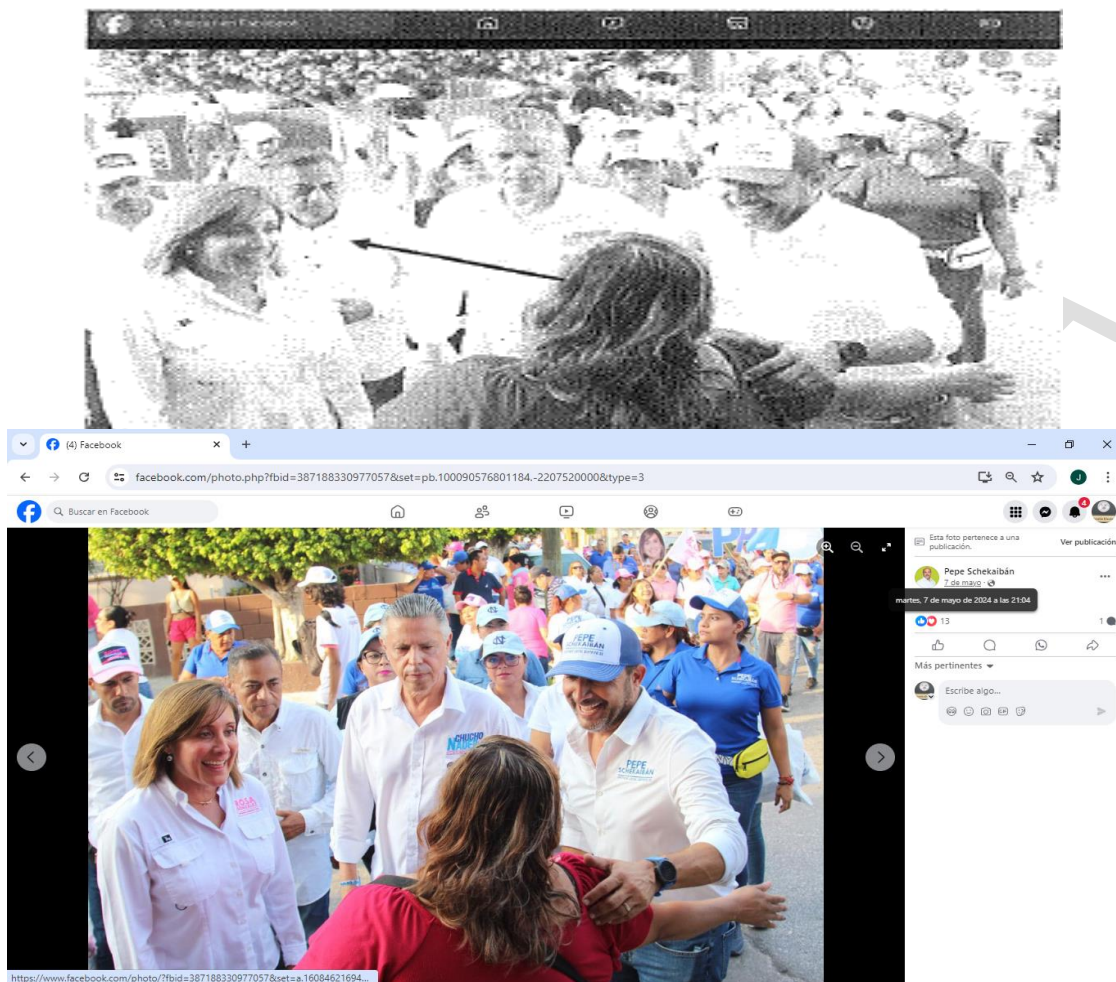 Buscar en Facebook
(4) Facebook
facebook.com/photo.php?fbid=387188330977057&set=pb.100090576801184.-2207520000&type=3
Buscar en Facebook
4
Esta foto pertenece a una publicación.
Ver publicación
Pepe Schekaibán
7 de mayo
martes, 7 de mayo de 2024 a las 21:04
13
1
Más pertinentes
Escribe algo...
PEPE
SCHEKAIBÁN
CHUCHO
NADER
PEPE
SCHEKAIBÁN
ROSA
https://www.facebook.com/photo/?fbid=387188330977057&set=a.16084621694...
J